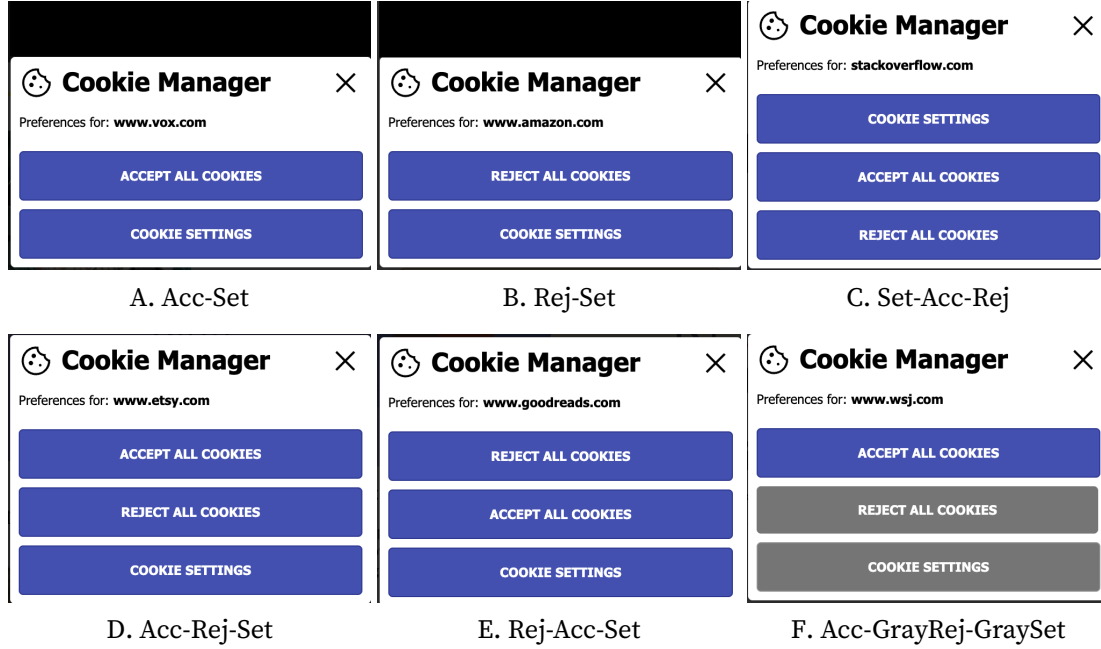 Cookie Manager
Preferences for: www.vox.com
ACCEPT ALL COOKIES
COOKIE SETTINGS
A. Acc-Set
Cookie Manager
Preferences for: www.amazon.com
REJECT ALL COOKIES
COOKIE SETTINGS
B. Rej-Set
Cookie Manager
Preferences for: stackoverflow.com
COOKIE SETTINGS
ACCEPT ALL COOKIES
REJECT ALL COOKIES
C. Set-Acc-Rej
Cookie Manager
Preferences for: www.etsy.com
ACCEPT ALL COOKIES
REJECT ALL COOKIES
COOKIE SETTINGS
D. Acc-Rej-Set
Cookie Manager
Preferences for: www.goodreads.com
REJECT ALL COOKIES
ACCEPT ALL COOKIES
COOKIE SETTINGS
E. Rej-Acc-Set
Cookie Manager
Preferences for: www.wsj.com
ACCEPT ALL COOKIES
REJECT ALL COOKIES
COOKIE SETTINGS
F. Acc-GrayRej-GraySet